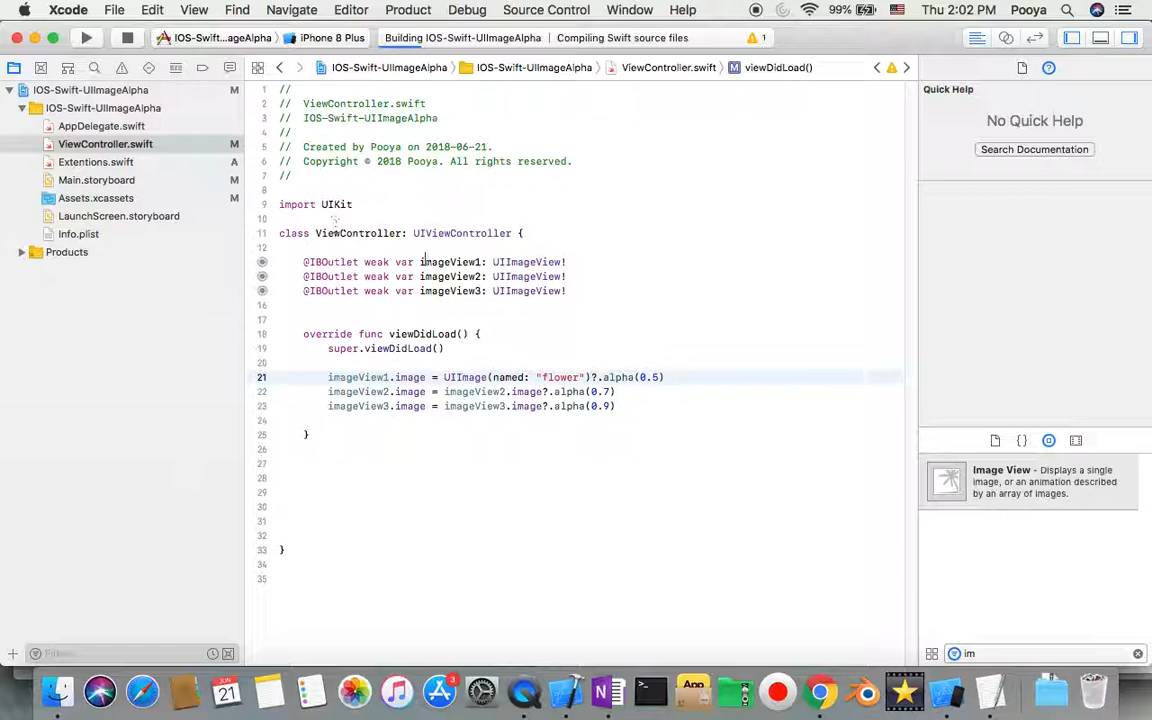 Xcode File Edit View Find Navigate Editor Product Debug Source Control Window Help 99% Thu 2:02 PM Pooya
IOS-Swift...ageAlpha iPhone 8 Plus Building IOS-Swift-UIImageAlpha Compiling Swift source files 1
IOS-Swift-UIImageAlpha IOS-Swift-UIImageAlpha ViewController.swift M viewDidLoad()
IOS-Swift-UIImageAlpha M
IOS-Swift-UIImageAlpha
AppDelegate.swift
ViewController.swift M
Extentions.swift A
Main.storyboard M
Assets.xcassets M
LaunchScreen.storyboard
Info.plist
Products
1 //
2 // ViewController.swift
3 // IOS-Swift-UIImageAlpha
4 //
5 // Created by Pooya on 2018-06-21.
6 // Copyright © 2018 Pooya. All rights reserved.
7 //
8
9 import UIKit
10
11 class ViewController: UIViewController {
12
@IBOutlet weak var imageView1: UIImageView!
@IBOutlet weak var imageView2: UIImageView!
@IBOutlet weak var imageView3: UIImageView!
16
17
18 override func viewDidLoad() {
19 super.viewDidLoad()
21 imageView1.image = UIImage(named: "flower")?.alpha(0.5)
22 imageView2.image = imageView2.image?.alpha(0.7)
23 imageView3.image = imageView3.image?.alpha(0.9)
24
25 }
26
27
28
29
30
31
32
33 }
34
35
Quick Help
No Quick Help
Search Documentation
{ }
Image View - Displays a single
image, or an animation described
by an array of images.
im
JUN
21
3
N
App